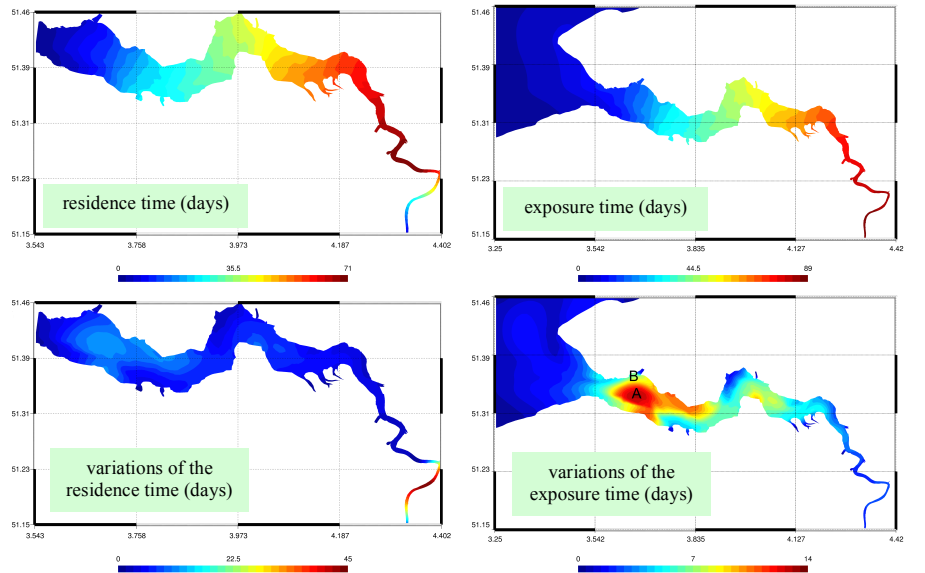 51.46
51.39
51.31
51.23
51.15
3.543 3.758 3.973 4.187 4.402
residence time (days)
0 35.5 71
51.46
51.39
51.31
51.23
51.15
3.25 3.542 3.835 4.127 4.42
exposure time (days)
0 44.5 89
51.46
51.39
51.31
51.23
51.15
3.543 3.758 3.973 4.187 4.402
variations of the
residence time (days)
0 22.5 45
51.46
51.39
51.31
51.23
51.15
3.25 3.542 3.835 4.127 4.42
B
A
variations of the
exposure time (days)
0 7 14